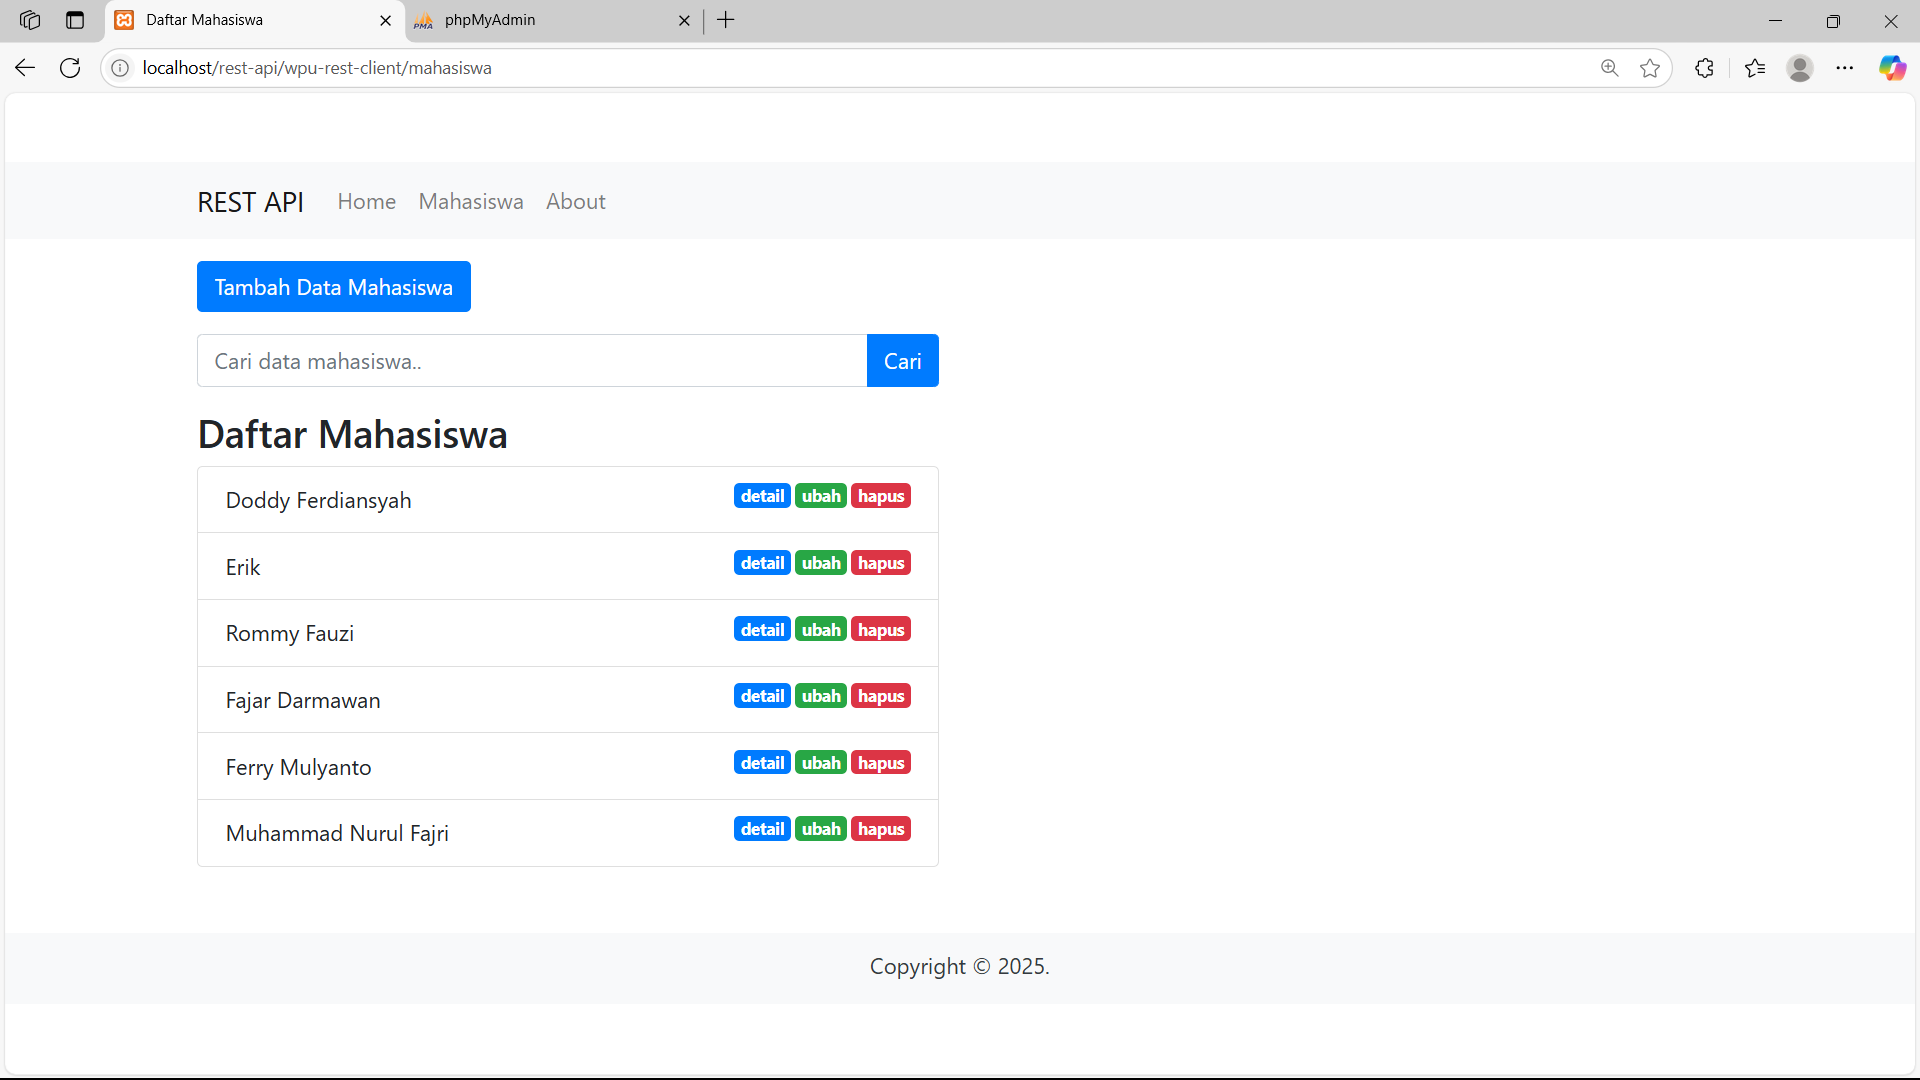 Daftar Mahasiswa
phpMyAdmin
localhost/rest-api/wpu-rest-client/mahasiswa
REST API Home Mahasiswa About
Tambah Data Mahasiswa
Cari data mahasiswa.. Cari
Daftar Mahasiswa
Doddy Ferdiansyah detail ubah hapus
Erik detail ubah hapus
Rommy Fauzi detail ubah hapus
Fajar Darmawan detail ubah hapus
Ferry Mulyanto detail ubah hapus
Muhammad Nurul Fajri detail ubah hapus
Copyright © 2025.